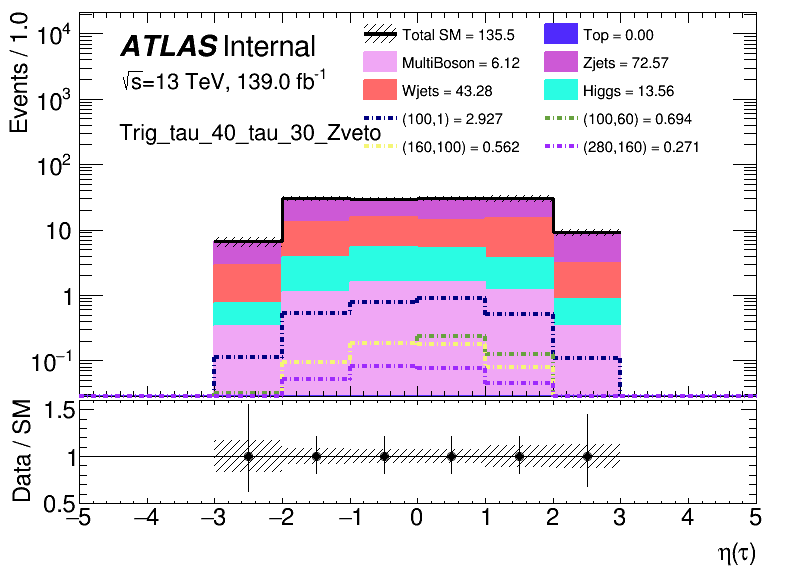 ATLAS Internal
√s=13 TeV, 139.0 fb⁻¹
Trig_tau_40_tau_30_Zveto
Total SM = 135.5
Top = 0.00
MultiBoson = 6.12
Zjets = 72.57
Wjets = 43.28
Higgs = 13.56
(100,1) = 2.927
(100,60) = 0.694
(160,100) = 0.562
(280,160) = 0.271
Events / 1.0
10⁴
10³
10²
10
1
10⁻¹
Data / SM
1.5
1
0.5
−5 −4 −3 −2 −1 0 1 2 3 4 5
η(τ)